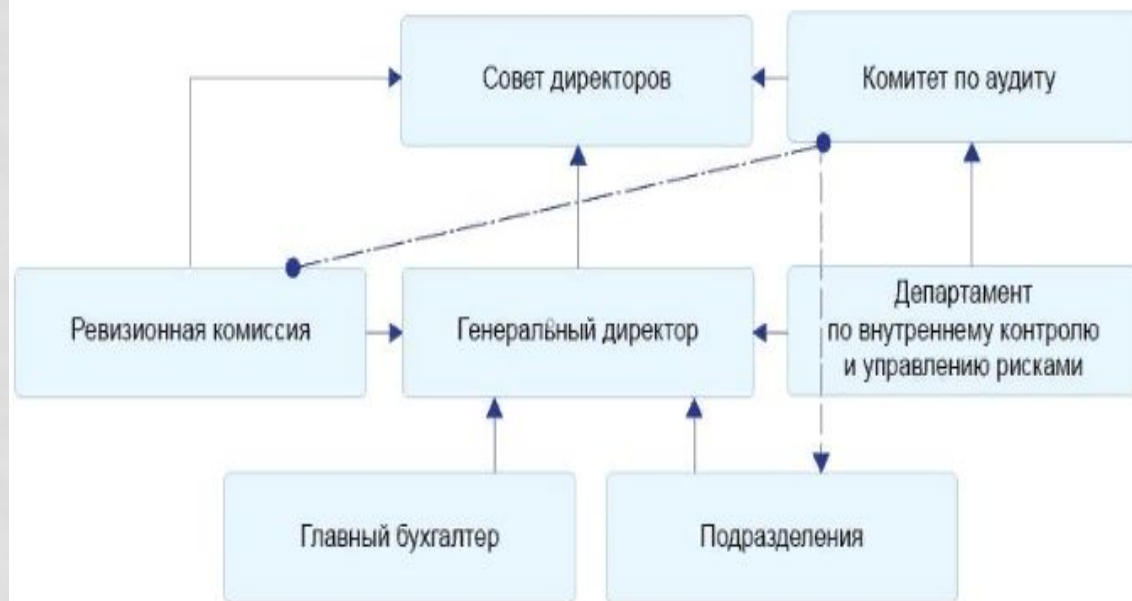 Совет директоров
Комитет по аудиту
Ревизионная комиссия
Генеральный директор
Департамент
по внутреннему контролю
и управлению рисками
Главный бухгалтер
Подразделения